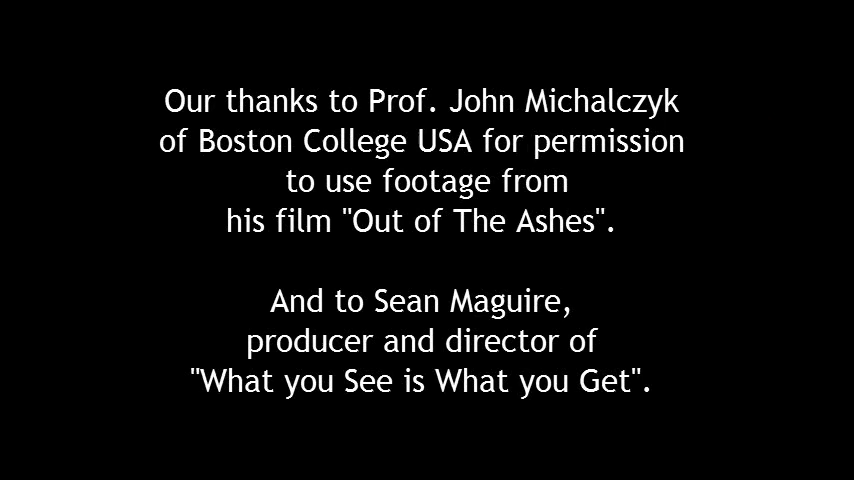 Our thanks to Prof. John Michalczyk
of Boston College USA for permission
to use footage from
his film "Out of The Ashes".
And to Sean Maguire,
producer and director of
"What you See is What you Get".